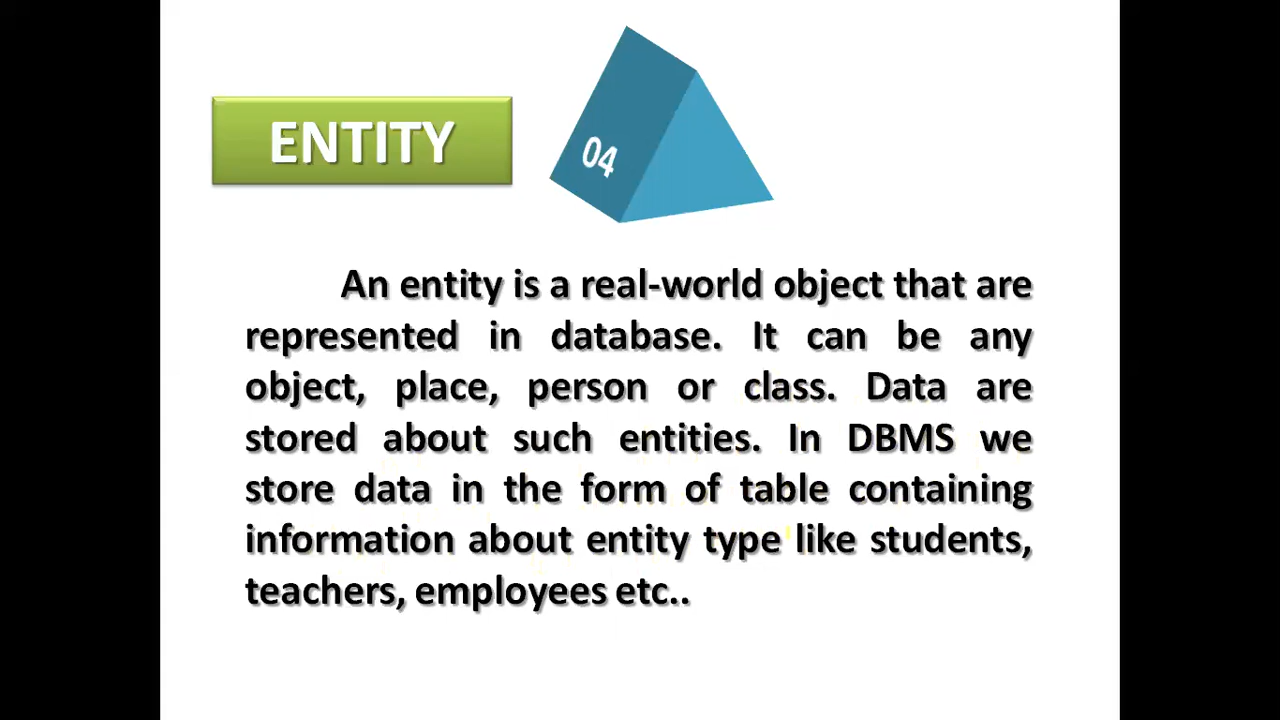 ENTITY
04
An entity is a real-world object that are
represented in database. It can be any
object, place, person or class. Data are
stored about such entities. In DBMS we
store data in the form of table containing
information about entity type like students,
teachers, employees etc..